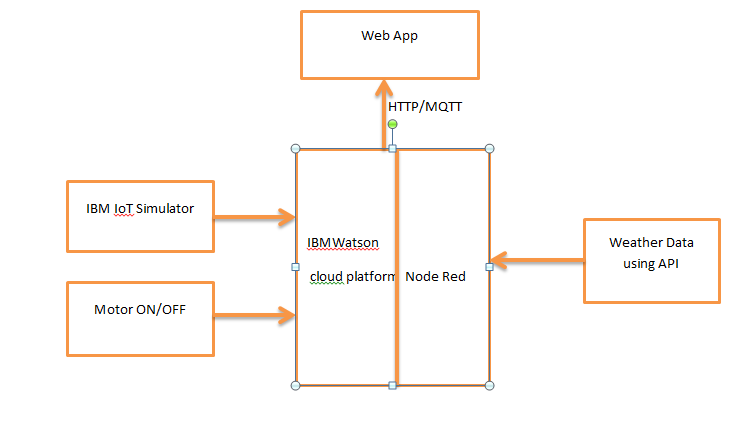 Web App
HTTP/MQTT
IBM IoT Simulator
IBMWatson
cloud platform Node Red
Weather Data
using API
Motor ON/OFF